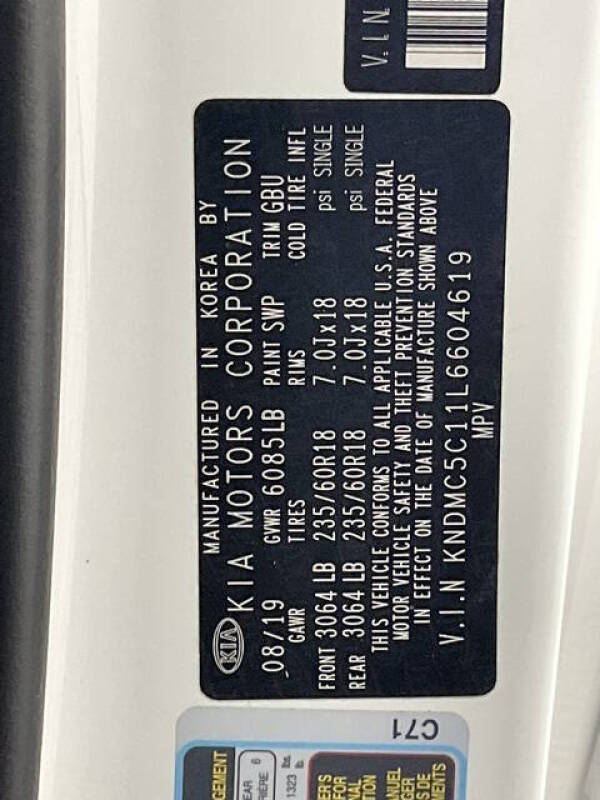 V.I.N
MANUFACTURED IN KOREA BY
KIA KIA MOTORS CORPORATION
08/19 GVWR 6085LB PAINT SWP TRIM GBU
GAWR TIRES RIMS COLD TIRE INFL
FRONT 3064 LB 235/60R18 7.0Jx18 psi SINGLE
REAR 3064 LB 235/60R18 7.0Jx18 psi SINGLE
THIS VEHICLE CONFORMS TO ALL APPLICABLE U.S.A. FEDERAL
MOTOR VEHICLE SAFETY AND THEFT PREVENTION STANDARDS
IN EFFECT ON THE DATE OF MANUFACTURE SHOWN ABOVE
V.I.N KNDMC5C11L6604619
MPV
C71
1323 lb.